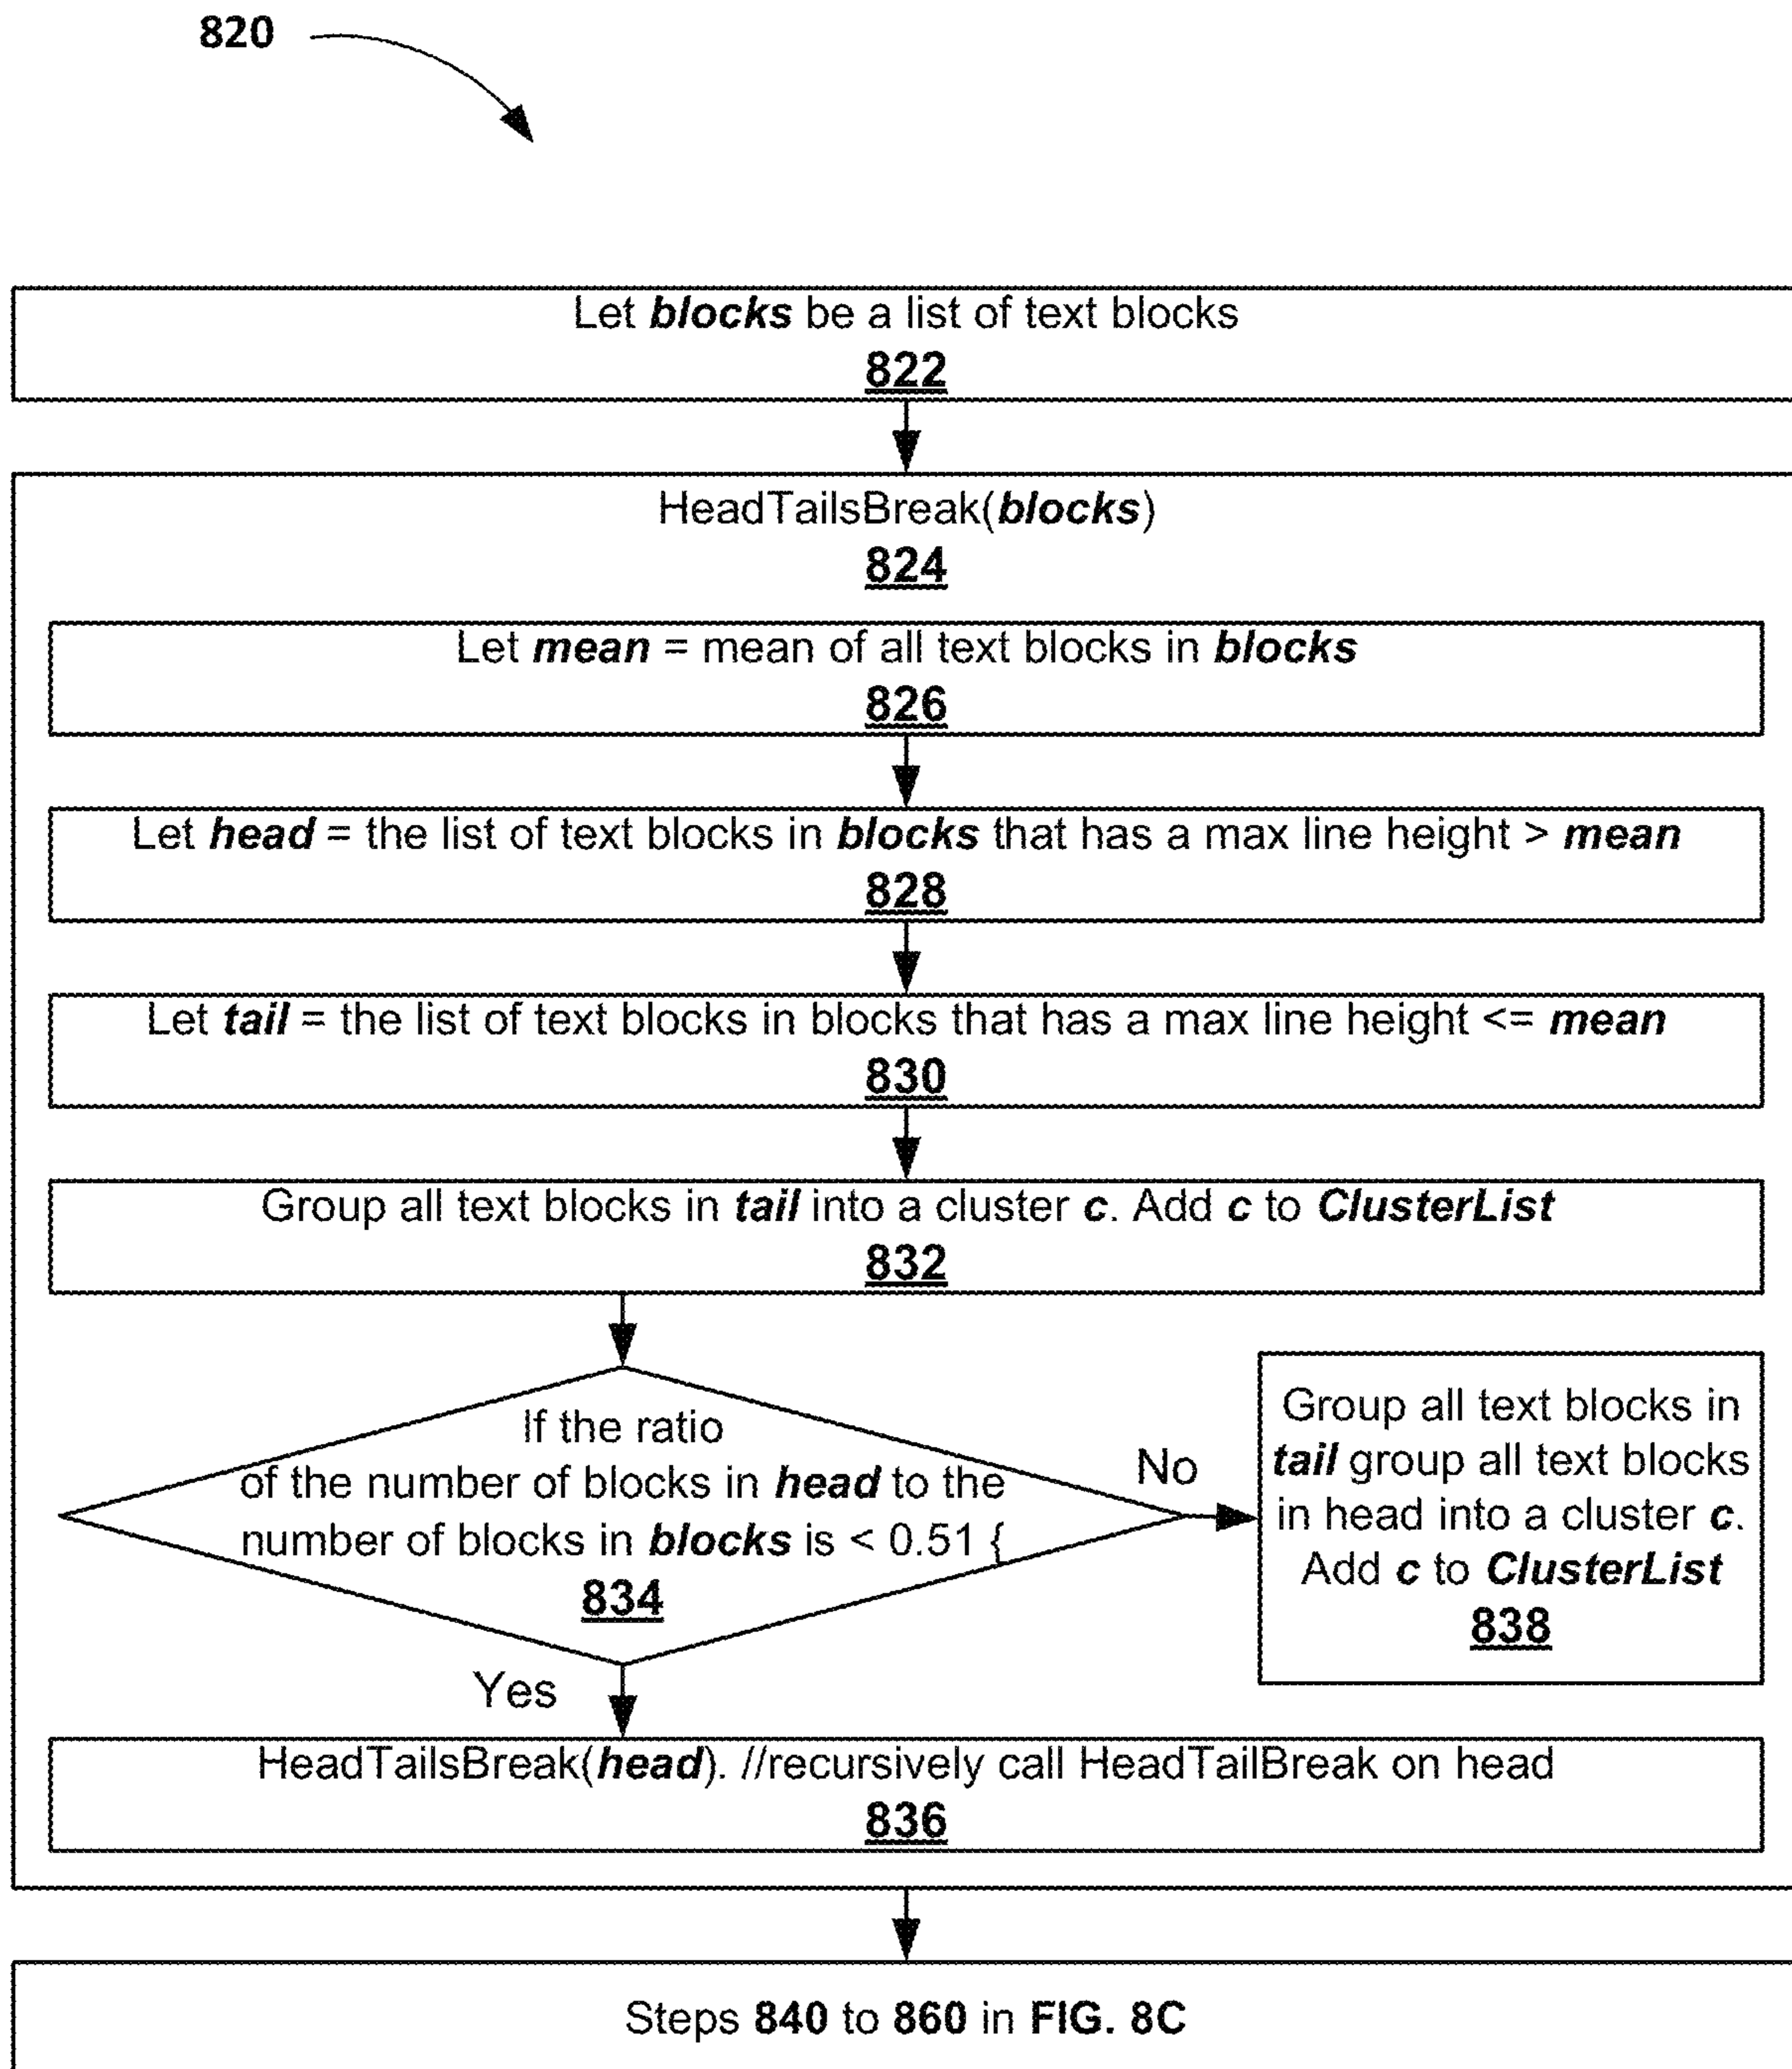 820
Let blocks be a list of text blocks
822
HeadTailsBreak(blocks)
824
Let mean = mean of all text blocks in blocks
826
Let head = the list of text blocks in blocks that has a max line height > mean
828
Let tail = the list of text blocks in blocks that has a max line height <= mean
830
Group all text blocks in tail into a cluster c. Add c to ClusterList
832
If the ratio
of the number of blocks in head to the
number of blocks in blocks is < 0.51 {
834
No
Group all text blocks in
tail group all text blocks
in head into a cluster c.
Add c to ClusterList
838
Yes
HeadTailsBreak(head). //recursively call HeadTailBreak on head
836
Steps 840 to 860 in FIG. 8C